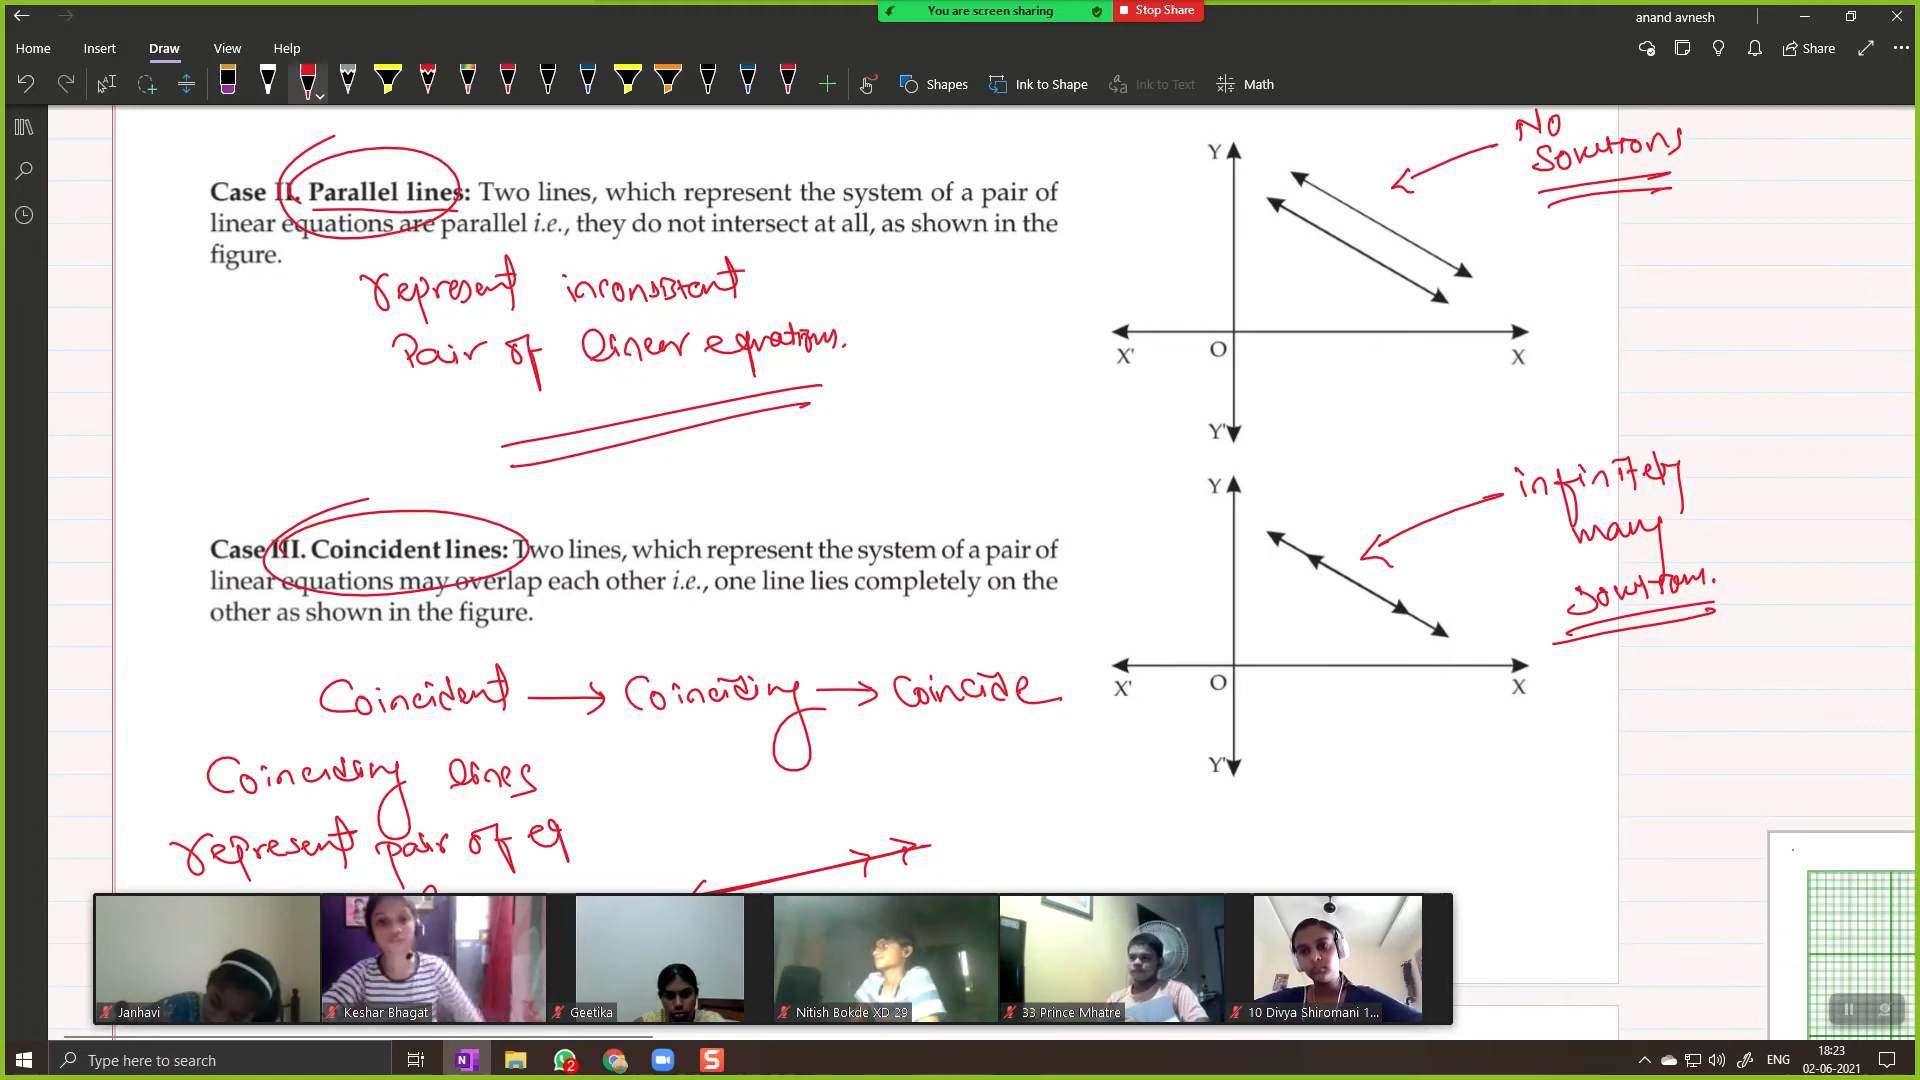 You are screen sharing
Stop Share
anand avnesh
Home Insert Draw View Help
Share
Shapes Ink to Shape Ink to Text Math
Case II. Parallel lines: Two lines, which represent the system of a pair of
linear equations are parallel i.e., they do not intersect at all, as shown in the
figure.
represent inconsistent
Pair of linear equations.
Y
X' O X
Y'
No
solutions
Case III. Coincident lines: Two lines, which represent the system of a pair of
linear equations may overlap each other i.e., one line lies completely on the
other as shown in the figure.
Coincident → Coinciding → Coincide
Coinciding lines
represent pair of eq
Y
X' O X
Y'
infinitely
many
solutions.
Janhavi
Keshar Bhagat
Geetika
Nitish Bokde XD 29
33 Prince Mhatre
10 Divya Shiromani 1...
Type here to search
2
ENG
18:23
02-06-2021